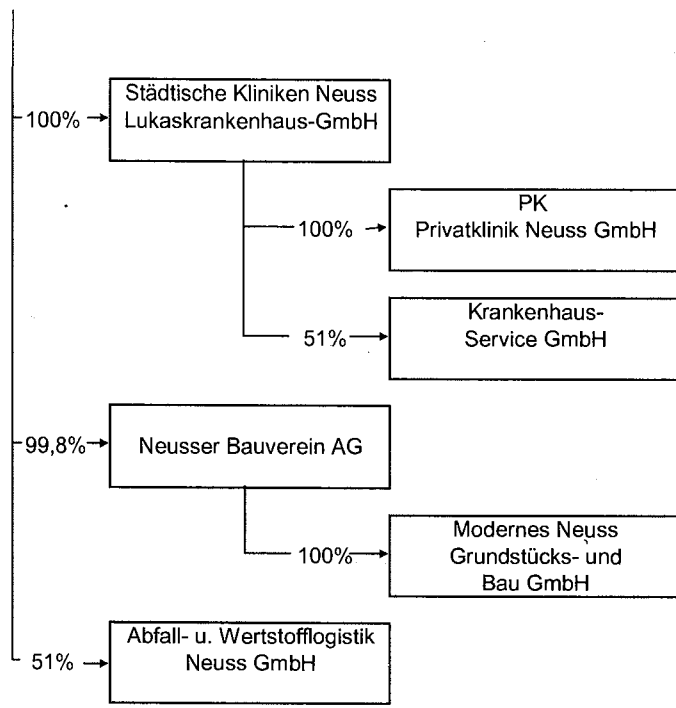 Städtische Kliniken Neuss
100%
Lukaskrankenhaus-GmbH
PK
100%
Privatklinik Neuss GmbH
Krankenhaus-
51%
Service GmbH
99,8%
Neusser Bauverein AG
Modernes Neuss
100%
Grundstücks- und
Bau GmbH
Abfall- u. Wertstofflogistik
51%
Neuss GmbH